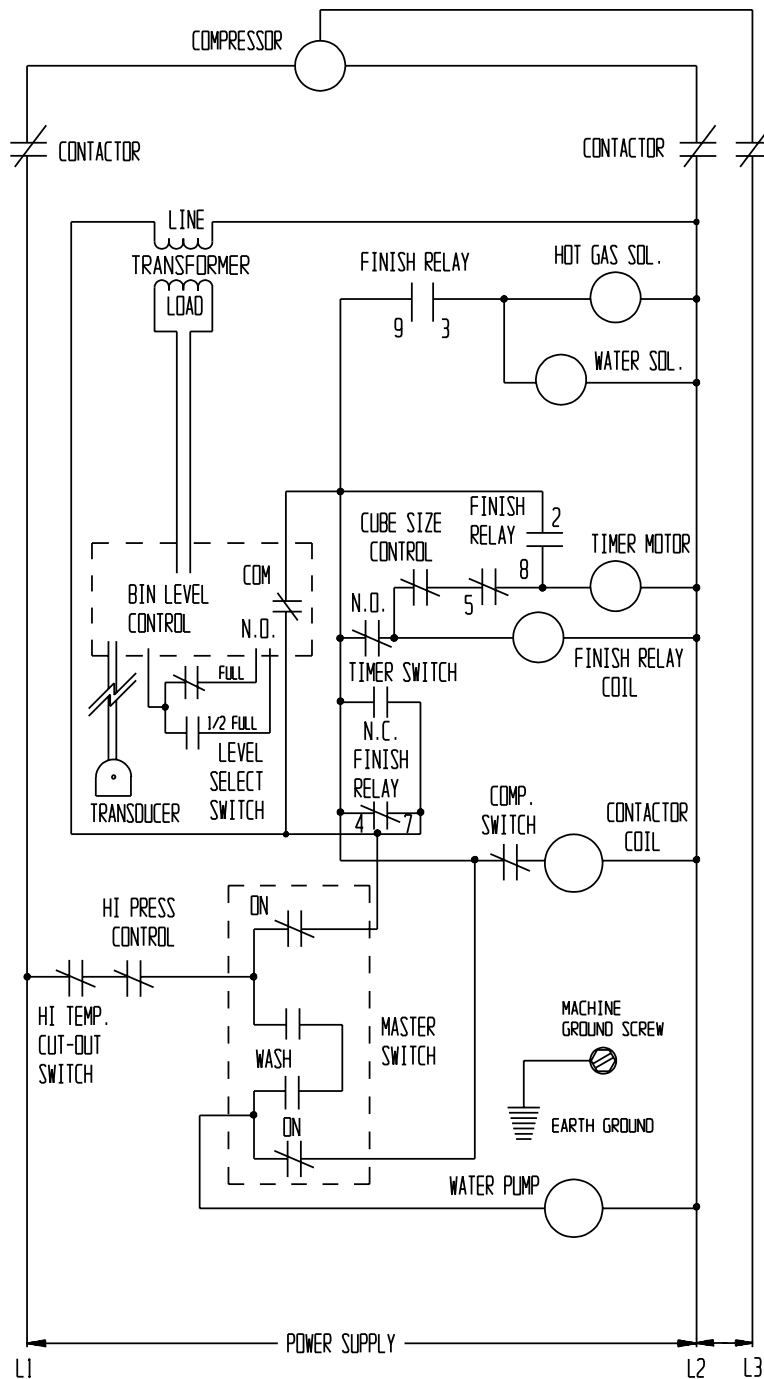 COMPRESSOR
CONTACTOR
CONTACTOR
LINE
TRANSFORMER
LOAD
FINISH RELAY
9 3
HOT GAS SOL.
WATER SOL.
CUBE SIZE
CONTROL
FINISH
RELAY
2
8
5
TIMER MOTOR
COM
BIN LEVEL
CONTROL
N.O.
N.O.
FINISH RELAY
COIL
TIMER SWITCH
FULL
1/2 FULL
LEVEL
SELECT
SWITCH
TRANSDUCER
N.C.
FINISH
RELAY
4 7
COMP.
SWITCH
CONTACTOR
COIL
HI PRESS
CONTROL
ON
HI TEMP.
CUT-OUT
SWITCH
WASH
MASTER
SWITCH
ON
MACHINE
GROUND SCREW
EARTH GROUND
WATER PUMP
POWER SUPPLY
L1 L2 L3